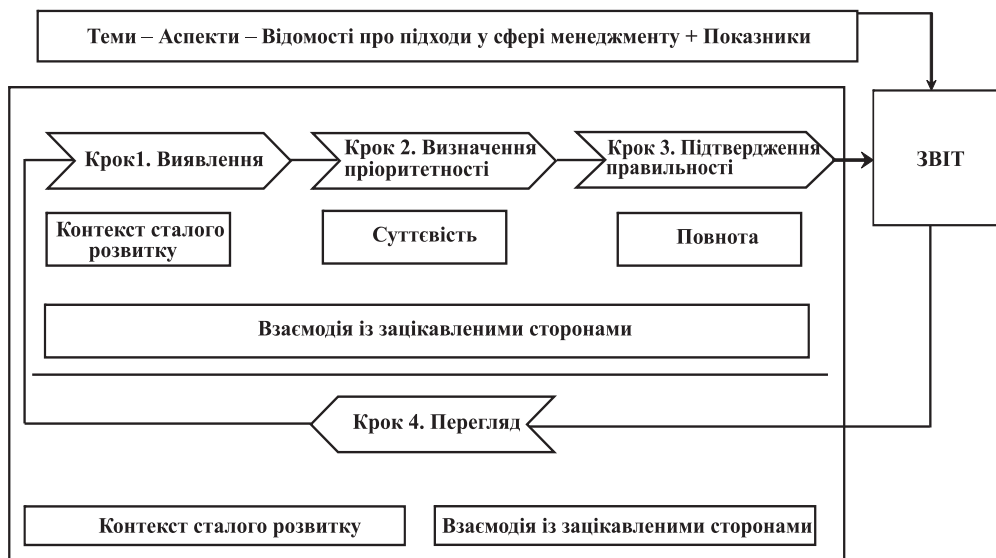 Теми – Аспекти – Відомості про підходи у сфері менеджменту + Показники
Крок1. Виявлення
Крок 2. Визначення
пріоритетності
Крок 3. Підтвердження
правильності
ЗВІТ
Контекст сталого
розвитку
Суттєвість
Повнота
Взаємодія із зацікавленими сторонами
Крок 4. Перегляд
Контекст сталого розвитку
Взаємодія із зацікавленими сторонами